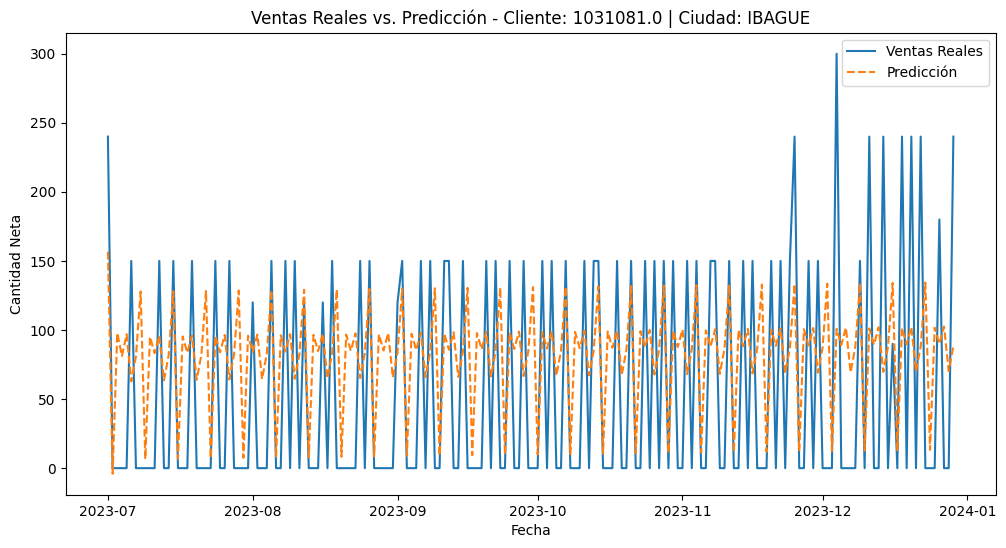 Ventas Reales vs. Predicción - Cliente: 1031081.0 | Ciudad: IBAGUE
Ventas Reales
Predicción
Cantidad Neta
300
250
200
150
100
50
0
2023-07
2023-08
2023-09
2023-10
2023-11
2023-12
2024-01
Fecha